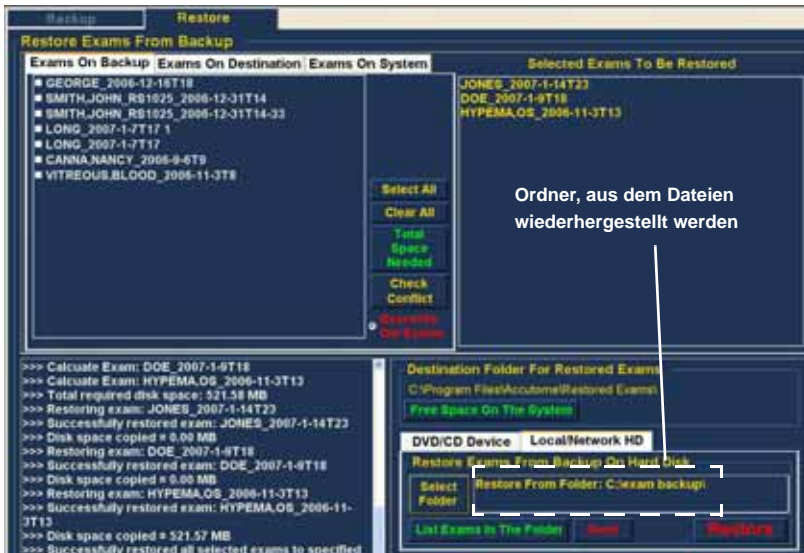 Backup Restore
Restore Exams From Backup
Exams On Backup Exams On Destination Exams On System
GEORGE_2006-12-16T18
SMITH,JOHN_RS1025_2006-12-31T14
SMITH,JOHN_RS1025_2006-12-31T14-33
LONG_2007-1-7T17 1
LONG_2007-1-7T17
CANNA,NANCY_2006-9-6T9
VITREOUS,BLOOD_2006-11-3T8
Select All
Clear All
Total
Space
Needed
Check
Conflict
Overwrite
On System
Selected Exams To Be Restored
JONES_2007-1-14T23
DOE_2007-1-9T18
HYPEMA,OS_2006-11-3T13
Ordner, aus dem Dateien
wiederhergestellt werden
>>> Calcuate Exam: DOE_2007-1-9T18
>>> Calcuate Exam: HYPEMA,OS_2006-11-3T13
>>> Total required disk space: 521.58 MB
>>> Restoring exam: JONES_2007-1-14T23
>>> Successfully restored exam: JONES_2007-1-14T23
>>> Disk space copied = 0.00 MB
>>> Restoring exam: DOE_2007-1-9T18
>>> Successfully restored exam: DOE_2007-1-9T18
>>> Disk space copied = 0.00 MB
>>> Restoring exam: HYPEMA,OS_2006-11-3T13
>>> Successfully restored exam: HYPEMA,OS_2006-11-
3T13
>>> Disk space copied = 521.57 MB
>>> Successfully restored all selected exams to specified
Destination Folder For Restored Exams
C:\Program Files\Accutome\Restored Exams\
Free Space On The System
DVD/CD Device Local/Network HD
Restore Exams From Backup On Hard Disk
Select
Folder
Restore From Folder: C:\exam backup\
List Exams In The Folder
Restore